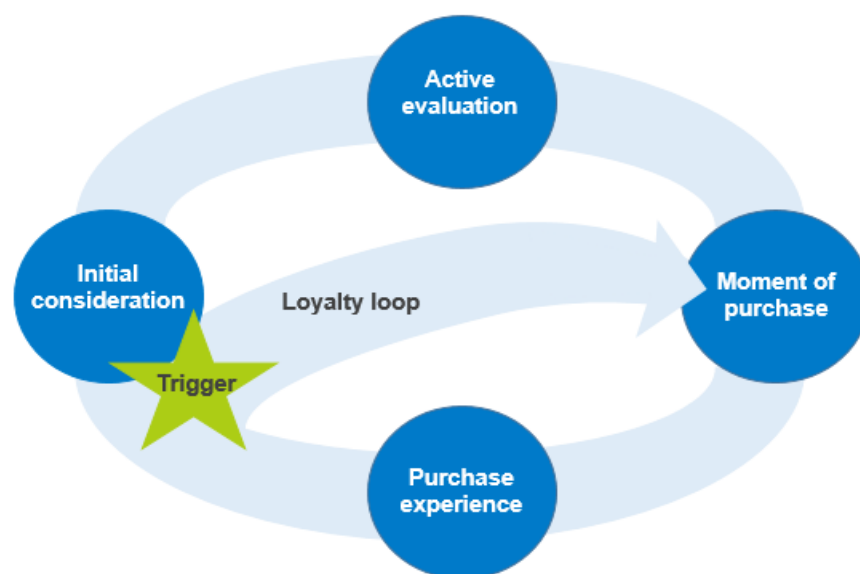 Active
evaluation
Initial
consideration
Loyalty loop
Moment of
purchase
Trigger
Purchase
experience